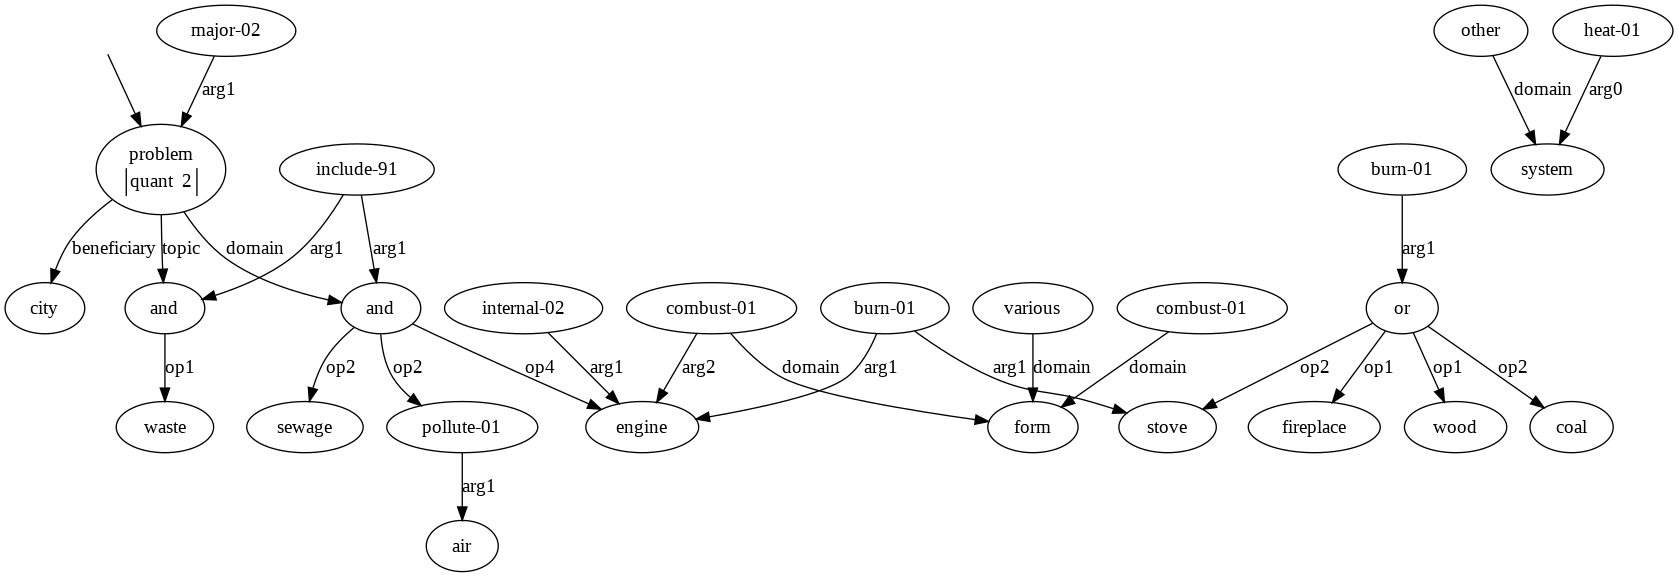 major-02
other
heat-01
arg1
domain
arg0
problem
quant 2
include-91
burn-01
system
beneficiary
topic
domain
arg1
arg1
arg1
city
and
and
internal-02
combust-01
burn-01
various
combust-01
or
op1
op2
op2
op4
arg1
arg2
domain
arg1
arg1
domain
domain
op2
op1
op1
op2
waste
sewage
pollute-01
engine
form
stove
fireplace
wood
coal
arg1
air